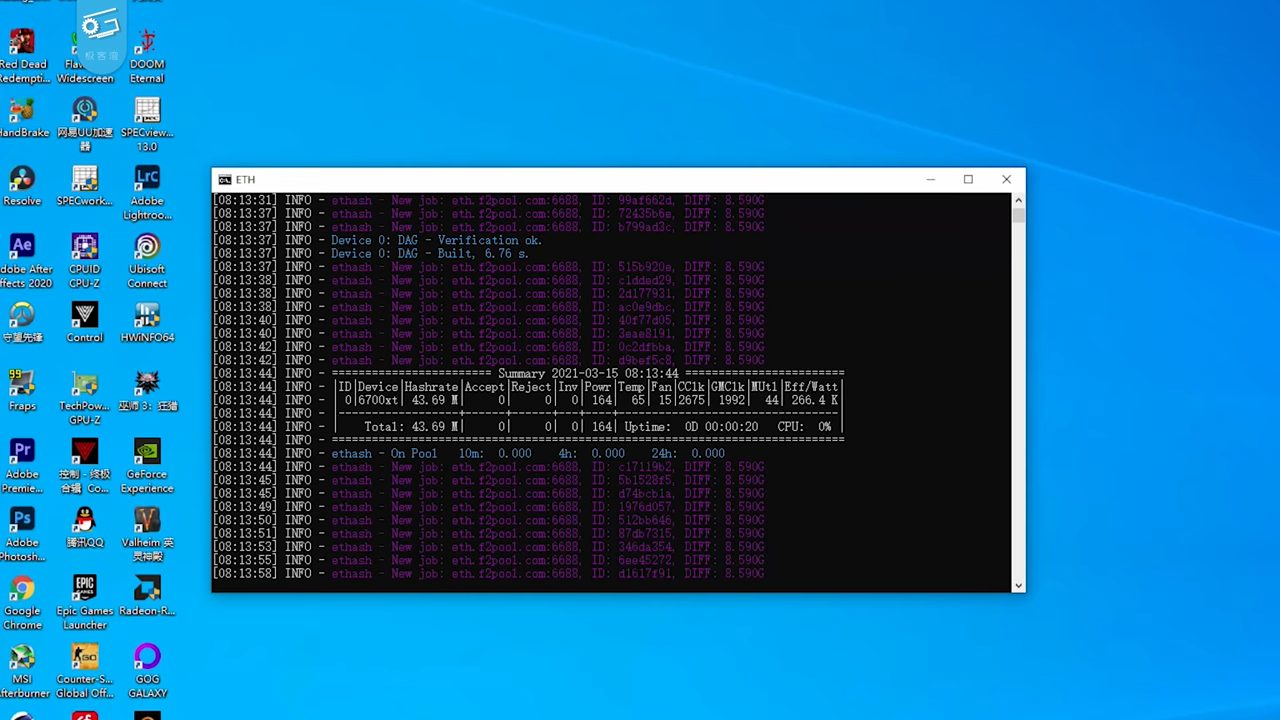 极客湾
Red Dead
Redempti...
Widescreen
DOOM
Eternal
HandBrake
网易UU加速
器
SPECview...
13.0
Resolve
SPECwork...
Adobe
Lightroo...
Adobe After
Effects 2020
CPUID
CPU-Z
Ubisoft
Connect
守望先锋
Control
HWiNFO64
99
Fraps
TechPow...
GPU-Z
巫师 3：狂猎
Adobe
Premie...
控制 - 终极
合辑 Co...
GeForce
Experience
Adobe
Photosh...
腾讯QQ
Valheim 英
灵神殿
Google
Chrome
Epic Games
Launcher
Radeon-R...
MSI
Afterburner
Counter-S...
Global Off...
GOG
GALAXY
ETH
[08:13:31] INFO - ethash - New job: eth.f2pool.com:6688, ID: 99af662d, DIFF: 8.590G
[08:13:37] INFO - ethash - New job: eth.f2pool.com:6688, ID: 72435b6e, DIFF: 8.590G
[08:13:37] INFO - ethash - New job: eth.f2pool.com:6688, ID: b799ad3c, DIFF: 8.590G
[08:13:37] INFO - Device 0: DAG - Verification ok.
[08:13:37] INFO - Device 0: DAG - Built, 6.76 s.
[08:13:37] INFO - ethash - New job: eth.f2pool.com:6688, ID: 515b920e, DIFF: 8.590G
[08:13:38] INFO - ethash - New job: eth.f2pool.com:6688, ID: c1dded29, DIFF: 8.590G
[08:13:38] INFO - ethash - New job: eth.f2pool.com:6688, ID: 2d177931, DIFF: 8.590G
[08:13:38] INFO - ethash - New job: eth.f2pool.com:6688, ID: ac0e9dbc, DIFF: 8.590G
[08:13:40] INFO - ethash - New job: eth.f2pool.com:6688, ID: 40f77d05, DIFF: 8.590G
[08:13:40] INFO - ethash - New job: eth.f2pool.com:6688, ID: 3eae8191, DIFF: 8.590G
[08:13:42] INFO - ethash - New job: eth.f2pool.com:6688, ID: 0c2dfbba, DIFF: 8.590G
[08:13:42] INFO - ethash - New job: eth.f2pool.com:6688, ID: d9bef5c8, DIFF: 8.590G
[08:13:44] INFO - ======================== Summary 2021-03-15 08:13:44 ========================
[08:13:44] INFO - |ID|Device|Hashrate|Accept|Reject|Inv|Powr|Temp|Fan|CClk|GMClk|MUtl|Eff/Watt|
[08:13:44] INFO - | 0|6700xt| 43.69 M| 0| 0| 0| 164| 65| 15|2675| 1992| 44| 266.4 K|
[08:13:44] INFO - |------------------+------+------+---+----+---------------------------------|
[08:13:44] INFO - | Total: 43.69 M| 0| 0| 0| 164| Uptime: 0D 00:00:20 CPU: 0% |
[08:13:44] INFO - =============================================================================
[08:13:44] INFO - ethash - On Pool 10m: 0.000 4h: 0.000 24h: 0.000
[08:13:44] INFO - ethash - New job: eth.f2pool.com:6688, ID: c17119b2, DIFF: 8.590G
[08:13:45] INFO - ethash - New job: eth.f2pool.com:6688, ID: 5b1528f5, DIFF: 8.590G
[08:13:45] INFO - ethash - New job: eth.f2pool.com:6688, ID: d74bcb1a, DIFF: 8.590G
[08:13:49] INFO - ethash - New job: eth.f2pool.com:6688, ID: 1976d057, DIFF: 8.590G
[08:13:50] INFO - ethash - New job: eth.f2pool.com:6688, ID: 512bb646, DIFF: 8.590G
[08:13:51] INFO - ethash - New job: eth.f2pool.com:6688, ID: 87db7315, DIFF: 8.590G
[08:13:53] INFO - ethash - New job: eth.f2pool.com:6688, ID: 346da354, DIFF: 8.590G
[08:13:55] INFO - ethash - New job: eth.f2pool.com:6688, ID: 6ee45272, DIFF: 8.590G
[08:13:58] INFO - ethash - New job: eth.f2pool.com:6688, ID: d1617f91, DIFF: 8.590G